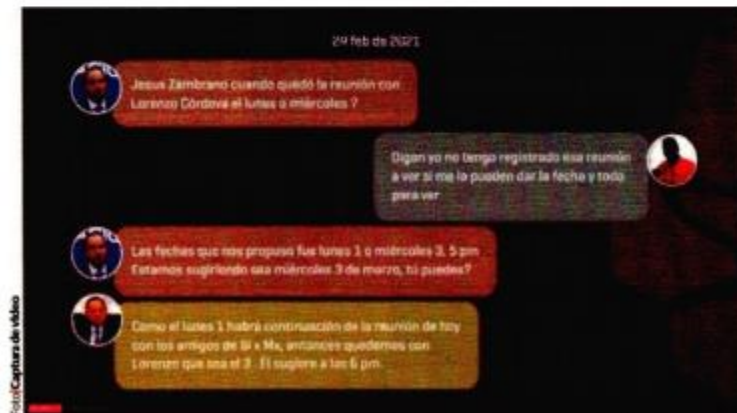 29 feb de 2021
Jesus Zambrano cuando quedó la reunión con
Lorenzo Córdova el lunes o miércoles ?
Oigan yo no tengo registrado esa reunión
a ver si me la pueden dar la fecha y todo
para ver
Las fechas que nos propuso fue lunes 1 o miércoles 3, 5 pm
Estamos sugiriendo sea miércoles 3 de marzo, tú puedes?
Como el lunes 1 habrá continuación de la reunión de hoy
con los amigos de Sí x Mx, entonces quedemos con
Lorenzo que sea el 3 . El sugiere a las 6 pm.
Foto|Captura de video